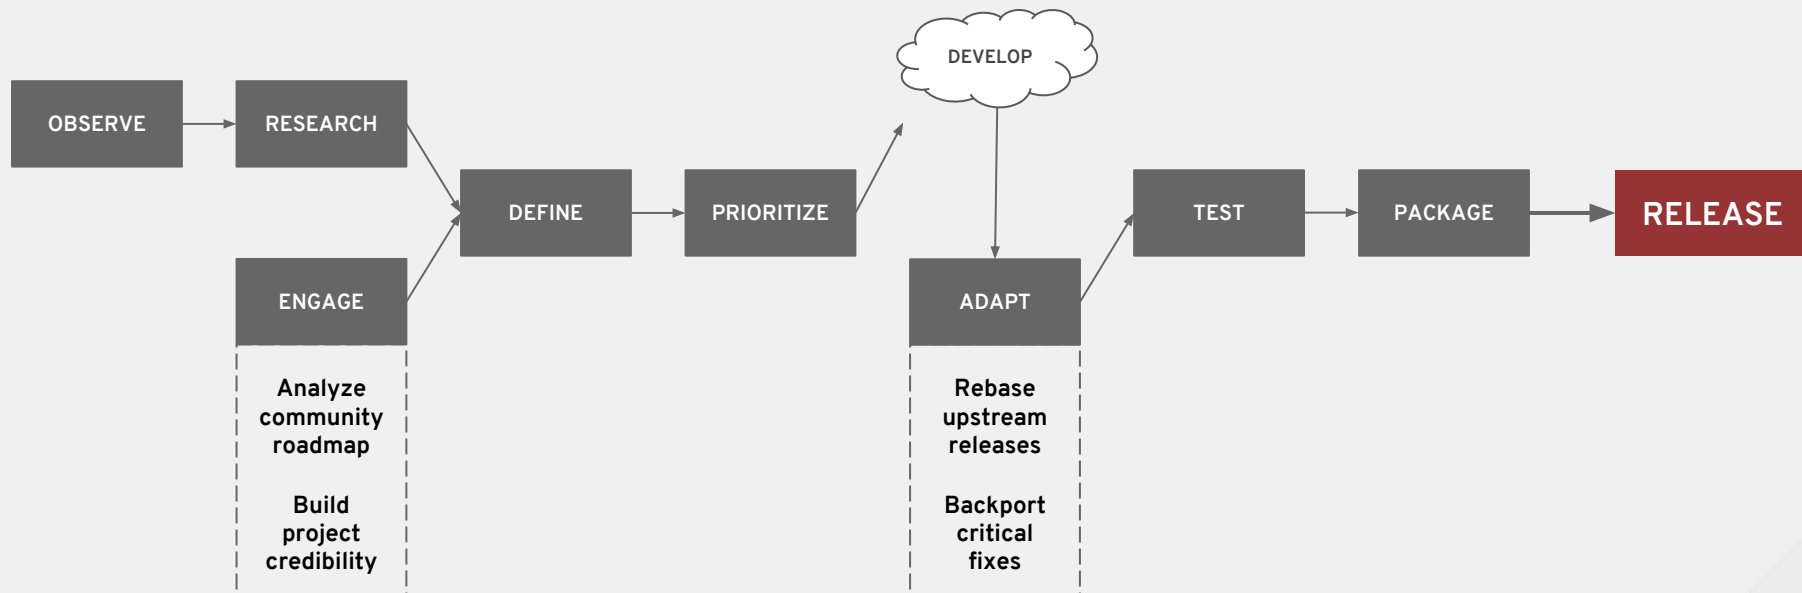 DEVELOP
OBSERVE
RESEARCH
DEFINE
PRIORITIZE
TEST
PACKAGE
RELEASE
ENGAGE
ADAPT
Analyze
community
roadmap
Build
project
credibility
Rebase
upstream
releases
Backport
critical
fixes